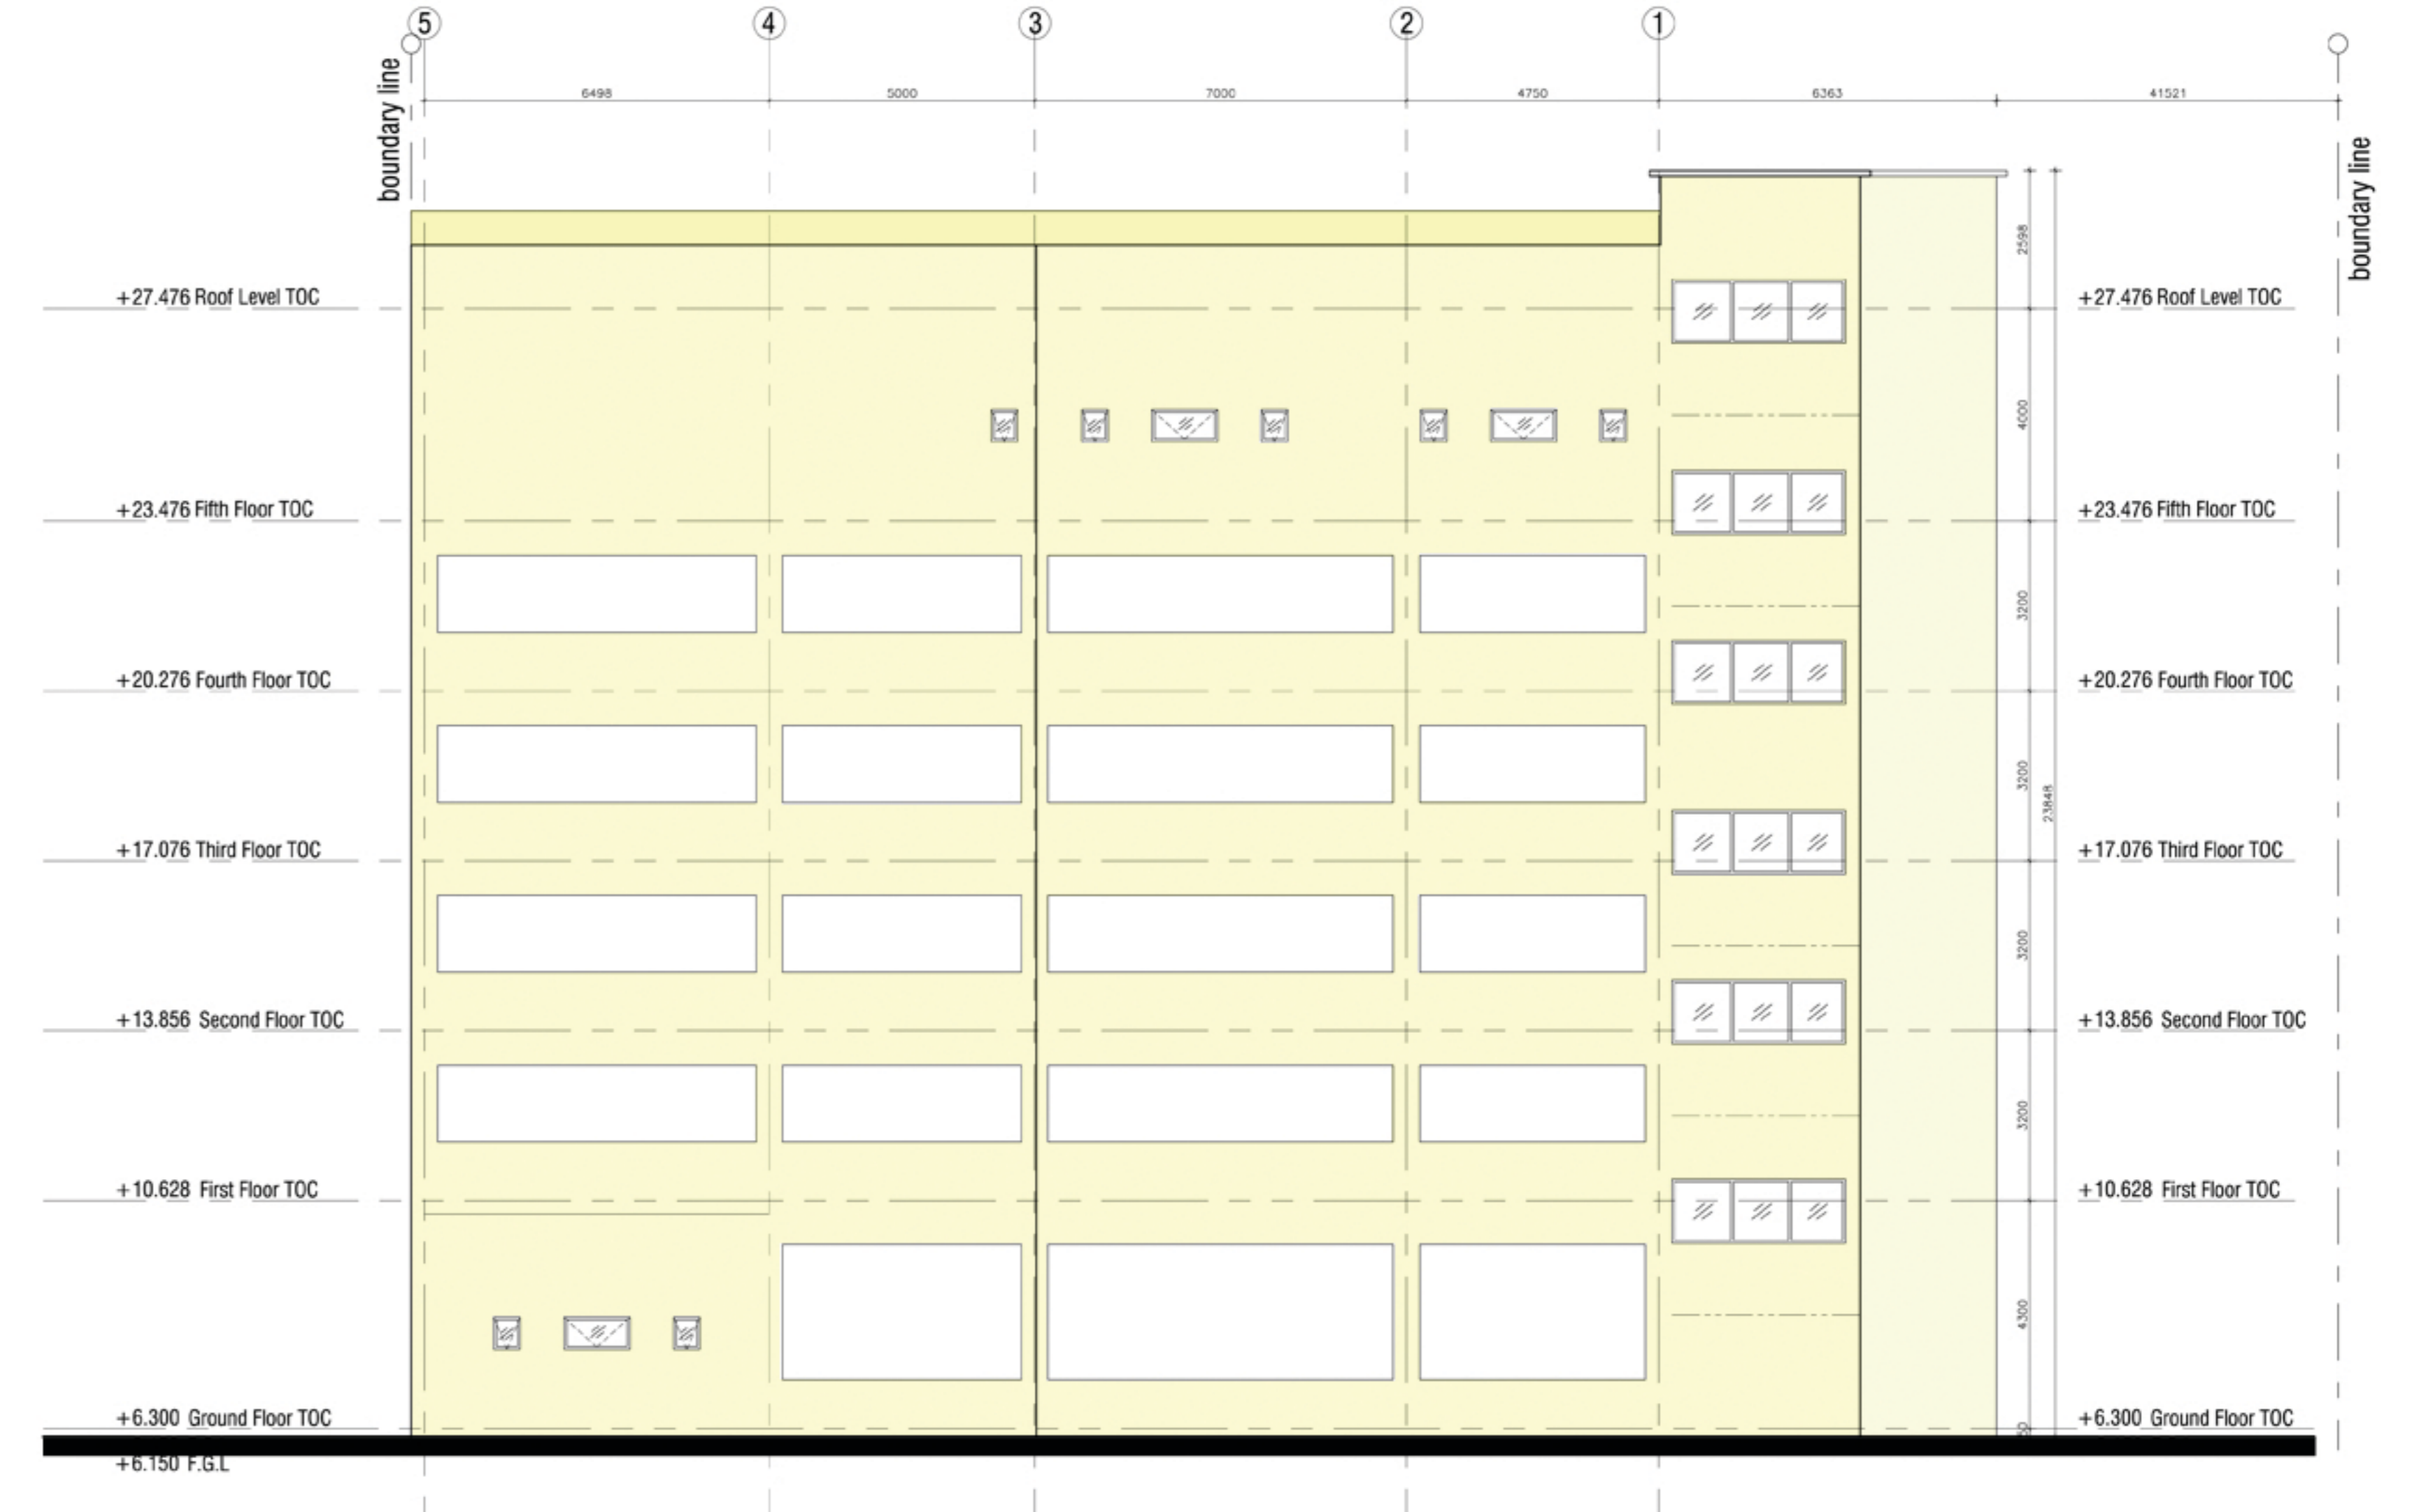 5 4 3 2 1
boundary line
boundary line
6498 5000 7000 4750 6363 41521
2598
+27.476 Roof Level TOC
+27.476 Roof Level TOC
4000
+23.476 Fifth Floor TOC
+23.476 Fifth Floor TOC
3200
+20.276 Fourth Floor TOC
+20.276 Fourth Floor TOC
3200
23848
+17.076 Third Floor TOC
+17.076 Third Floor TOC
3200
+13.856 Second Floor TOC
+13.856 Second Floor TOC
3200
+10.628 First Floor TOC
+10.628 First Floor TOC
4300
+6.300 Ground Floor TOC
+6.300 Ground Floor TOC
+6.150 F.G.L